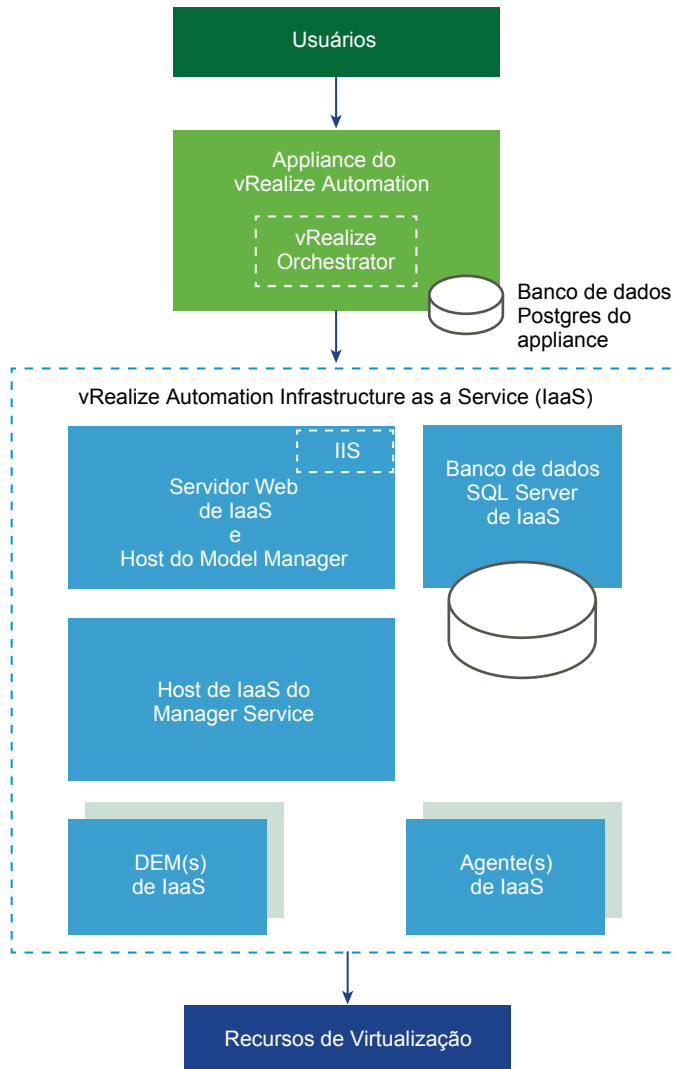 Usuários
Appliance do
vRealize Automation
vRealize
Orchestrator
Banco de dados
Postgres do
appliance
vRealize Automation Infrastructure as a Service (IaaS)
IIS
Servidor Web
de IaaS
e
Host do Model Manager
Banco de dados
SQL Server
de IaaS
Host de IaaS do
Manager Service
DEM(s)
de IaaS
Agente(s)
de IaaS
Recursos de Virtualização